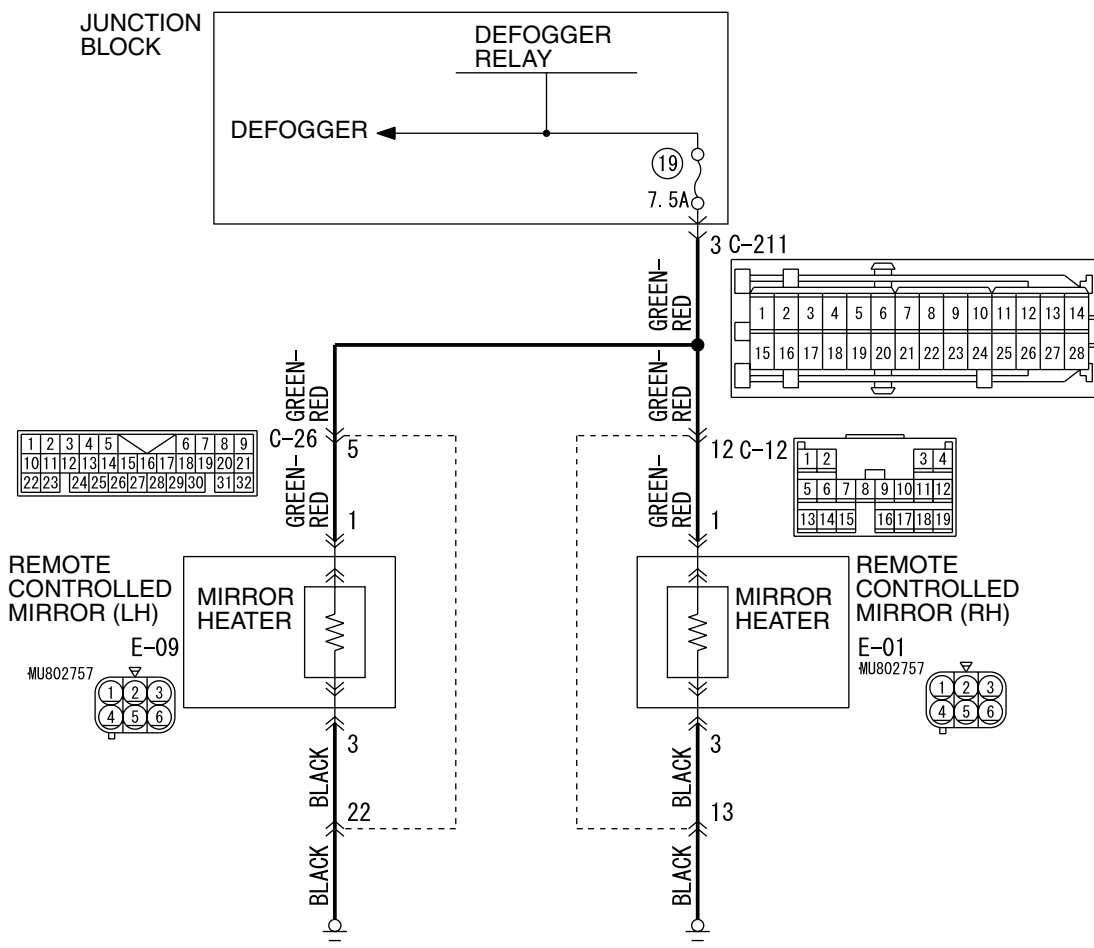 JUNCTION
BLOCK
DEFOGGER
RELAY
DEFOGGER
19
7.5A
3 C-211
1 2 3 4 5 6 7 8 9 10 11 12 13 14
15 16 17 18 19 20 21 22 23 24 25 26 27 28
GREEN-
RED
GREEN-
RED
GREEN-
RED
C-26
5
12 C-12
1 2 3 4 5 6 7 8 9
10 11 12 13 14 15 16 17 18 19 20 21
22 23 24 25 26 27 28 29 30 31 32
1 2 3 4
5 6 7 8 9 10 11 12
13 14 15 16 17 18 19
GREEN-
RED
GREEN-
RED
1
1
REMOTE
CONTROLLED
MIRROR (LH)
E-09
MU802757
1 2 3
4 5 6
MIRROR
HEATER
MIRROR
HEATER
REMOTE
CONTROLLED
MIRROR (RH)
E-01
MU802757
1 2 3
4 5 6
3
3
BLACK
BLACK
22
13
BLACK
BLACK